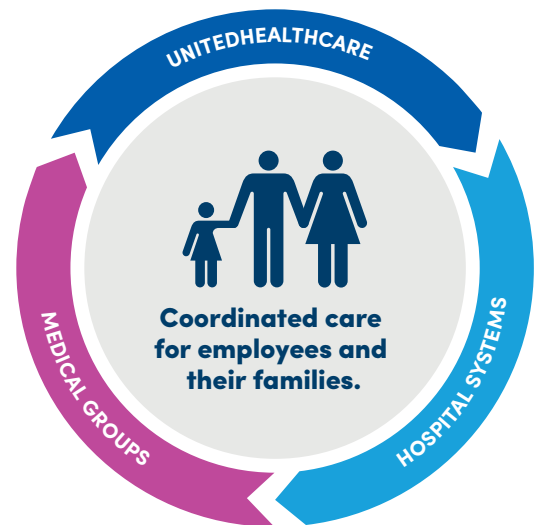 UNITEDHEALTHCARE
Coordinated care
for employees and
their families.
MEDICAL GROUPS
HOSPITAL SYSTEMS